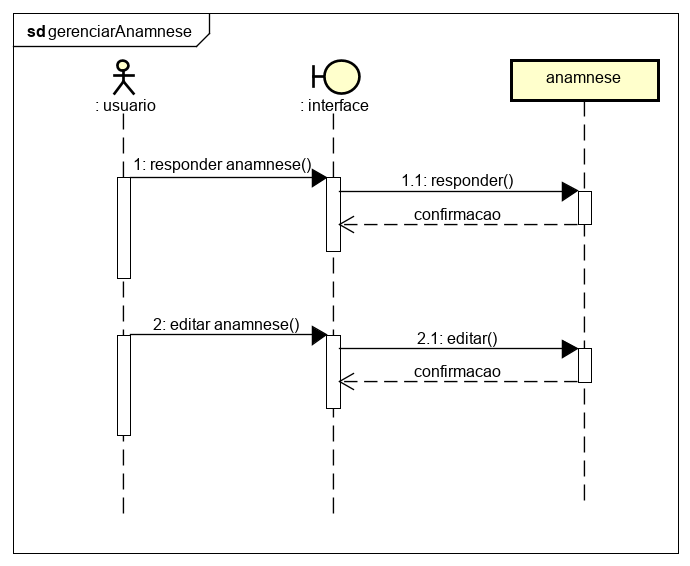 sd gerenciarAnamnese
: usuario
: interface
anamnese
1: responder anamnese()
1.1: responder()
confirmacao
2: editar anamnese()
2.1: editar()
confirmacao